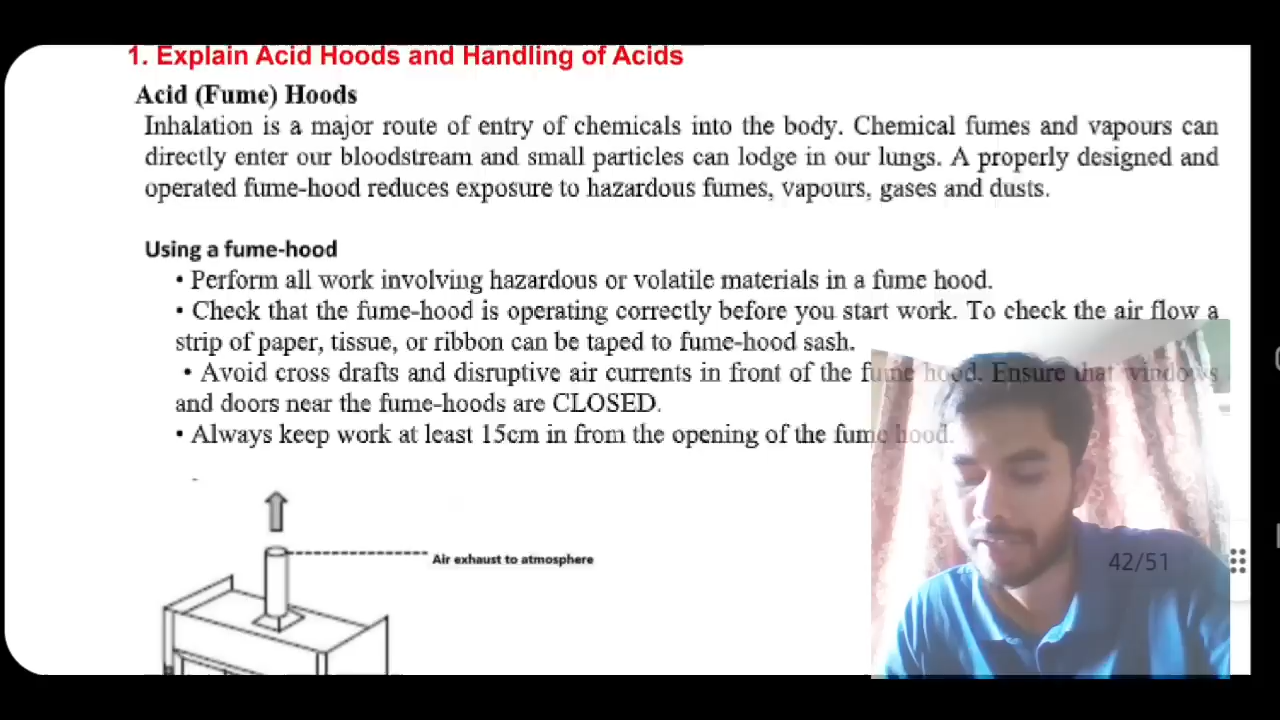 1. Explain Acid Hoods and Handling of Acids
Acid (Fume) Hoods
Inhalation is a major route of entry of chemicals into the body. Chemical fumes and vapours can
directly enter our bloodstream and small particles can lodge in our lungs. A properly designed and
operated fume-hood reduces exposure to hazardous fumes, vapours, gases and dusts.
Using a fume-hood
• Perform all work involving hazardous or volatile materials in a fume hood.
• Check that the fume-hood is operating correctly before you start work. To check the air flow a
strip of paper, tissue, or ribbon can be taped to fume-hood sash.
• Avoid cross drafts and disruptive air currents in front of the fume hood. Ensure that windows
and doors near the fume-hoods are CLOSED.
• Always keep work at least 15cm in from the opening of the fume hood.
Air exhaust to atmosphere
42/51